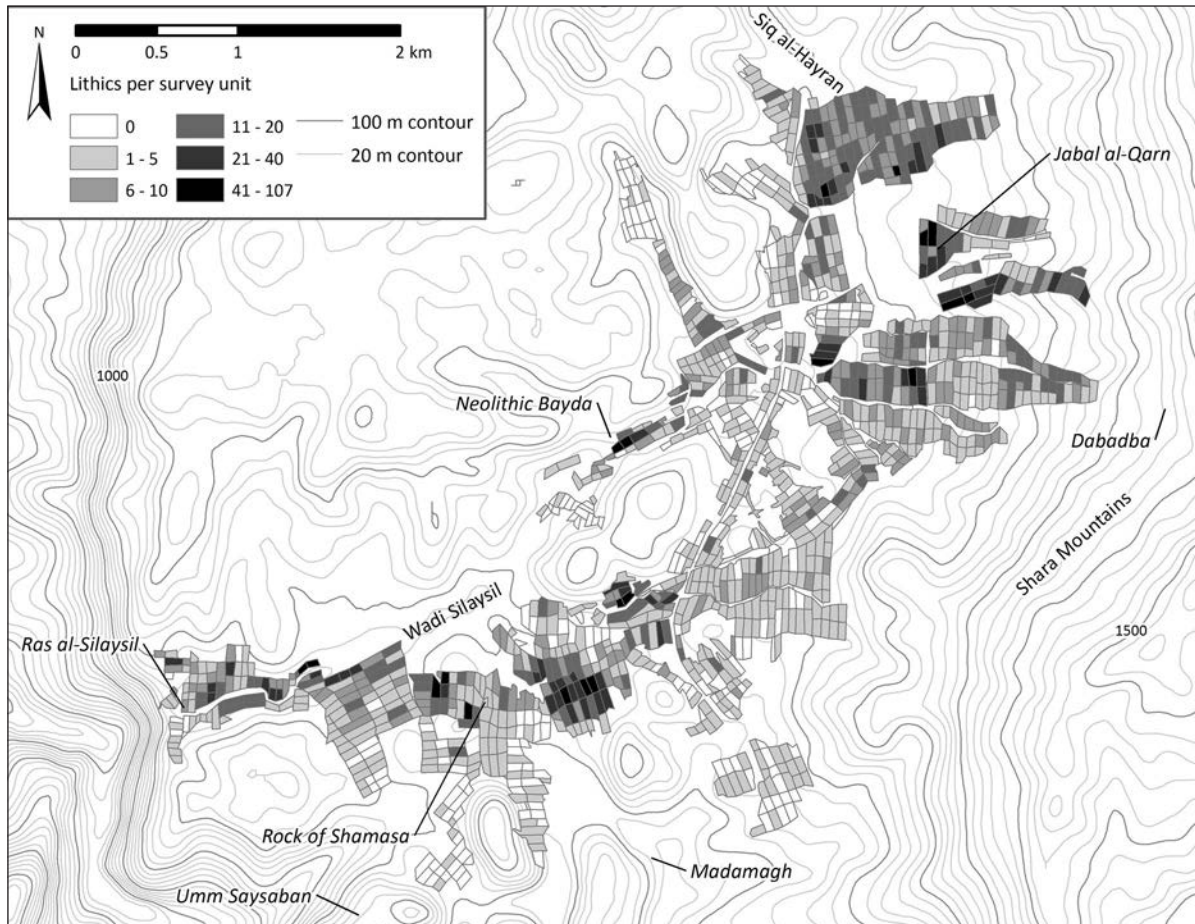 N
0 0.5 1 2 km
Lithics per survey unit
0 11 - 20 100 m contour
1 - 5 21 - 40 20 m contour
6 - 10 41 - 107
Siq al-Hayran
Jabal al-Qarn
1000
Neolithic Bayda
Dabadba
Shara Mountains
Wadi Silaysil
1500
Ras al-Silaysil
Rock of Shamasa
Madamagh
Umm Saysaban